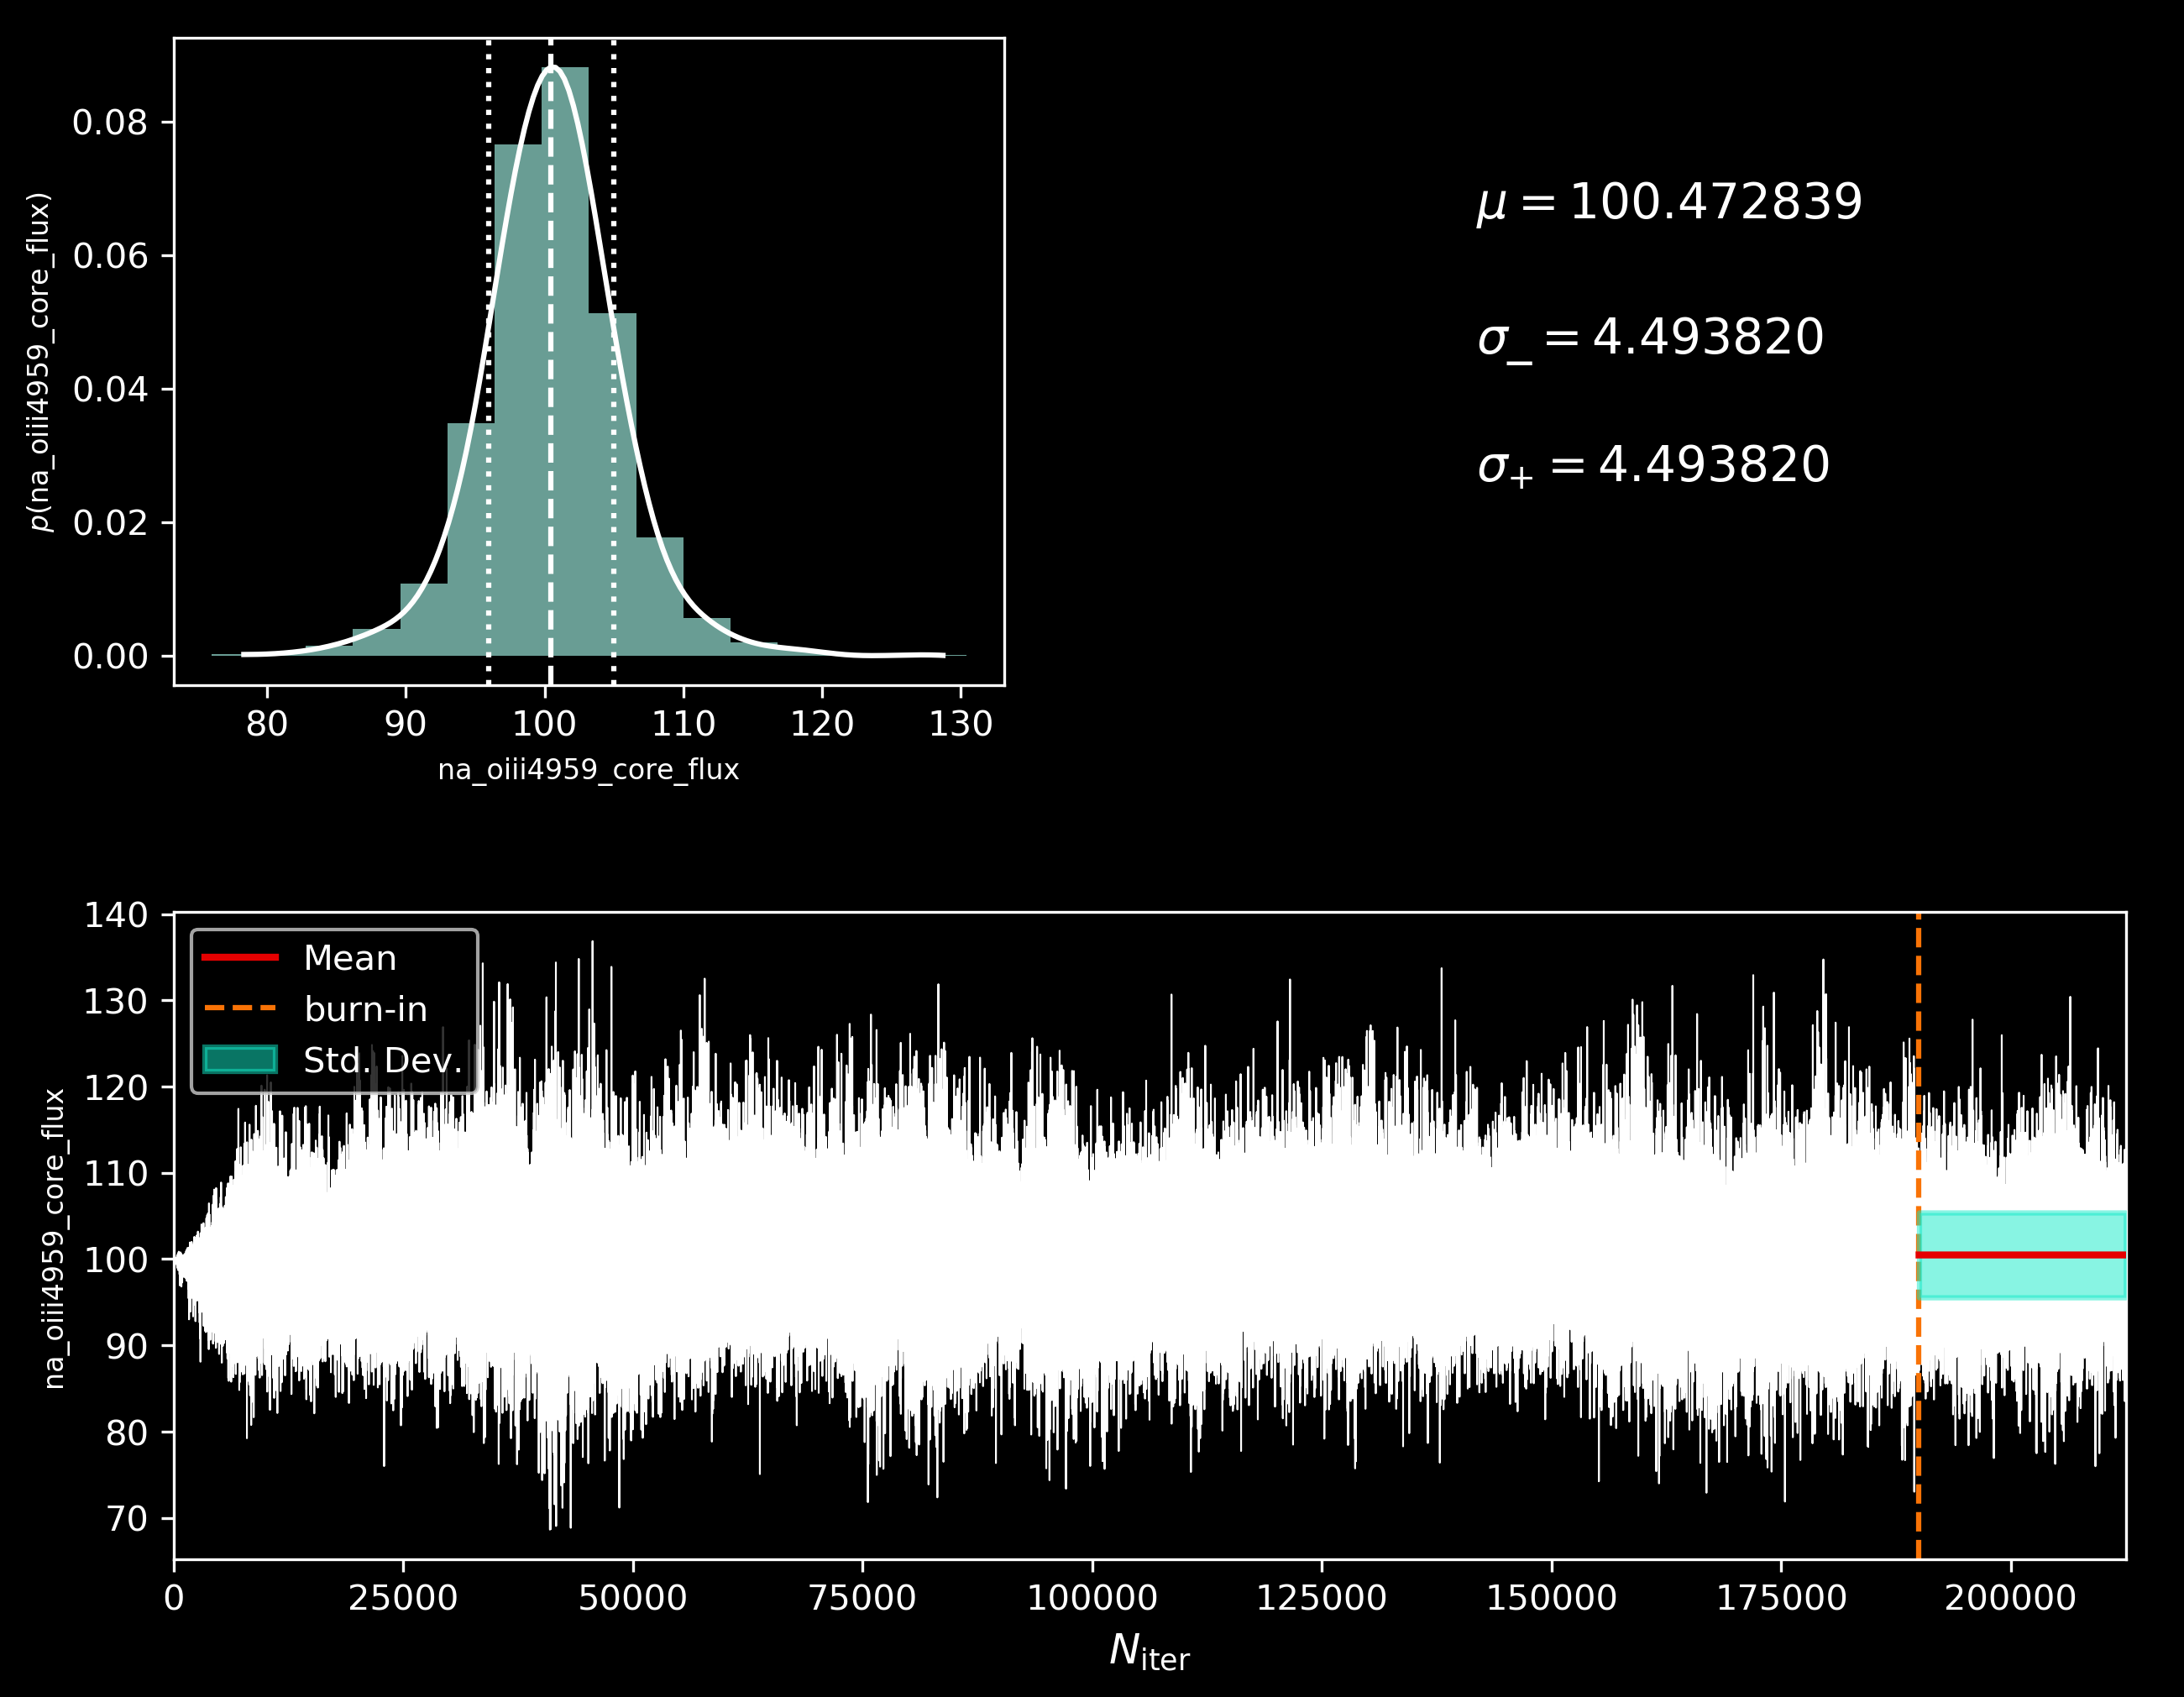 0.08
0.06
0.04
0.02
0.00
p(na_oiii4959_core_flux)
80 90 100 110 120 130
na_oiii4959_core_flux
μ = 100.472839
σ₋ = 4.493820
σ₊ = 4.493820
140
130
120
110
100
90
80
70
na_oiii4959_core_flux
Mean
burn-in
Std. Dev.
0 25000 50000 75000 100000 125000 150000 175000 200000
N_iter